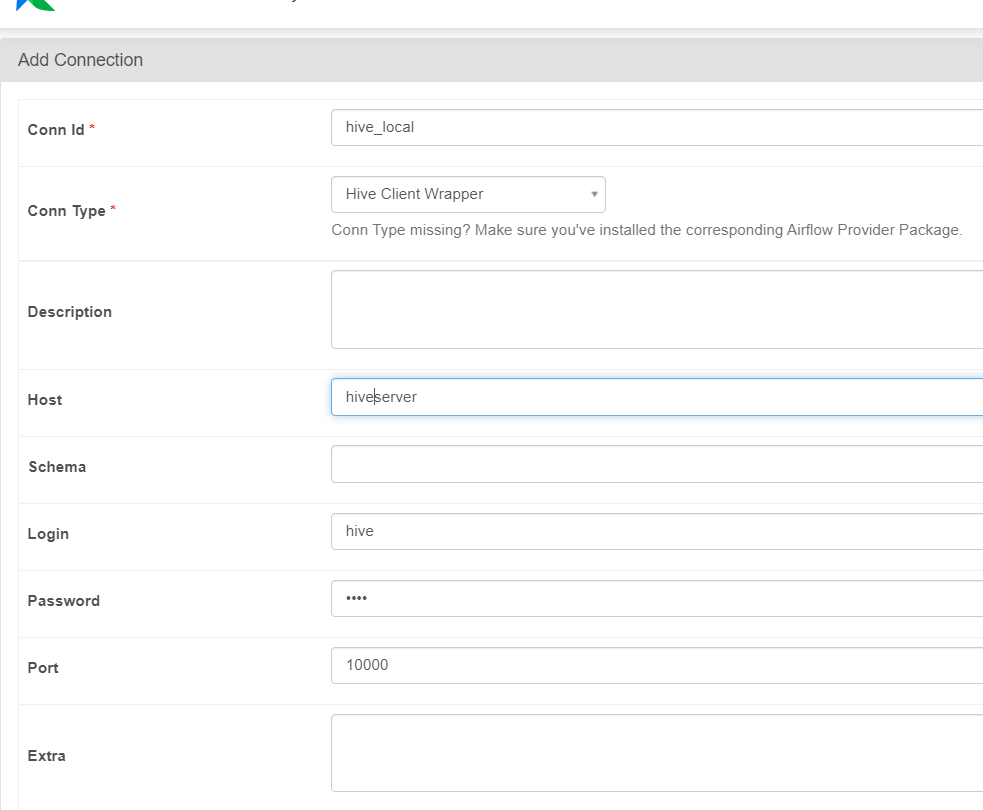 Add Connection
Conn Id *
hive_local
Conn Type *
Hive Client Wrapper
Conn Type missing? Make sure you've installed the corresponding Airflow Provider Package.
Description
Host
hiveserver
Schema
Login
hive
Password
••••
Port
10000
Extra